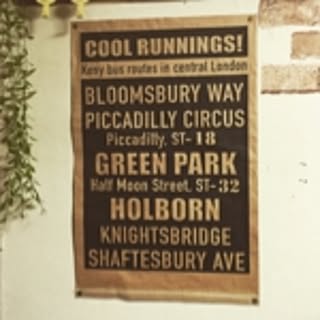 COOL RUNNINGS!
Keny bus routes in central London
BLOOMSBURY WAY
PICCADILLY CIRCUS
Piccadilly, ST-18
GREEN PARK
Half Moon Street, ST-32
HOLBORN
KNIGHTSBRIDGE
SHAFTESBURY AVE